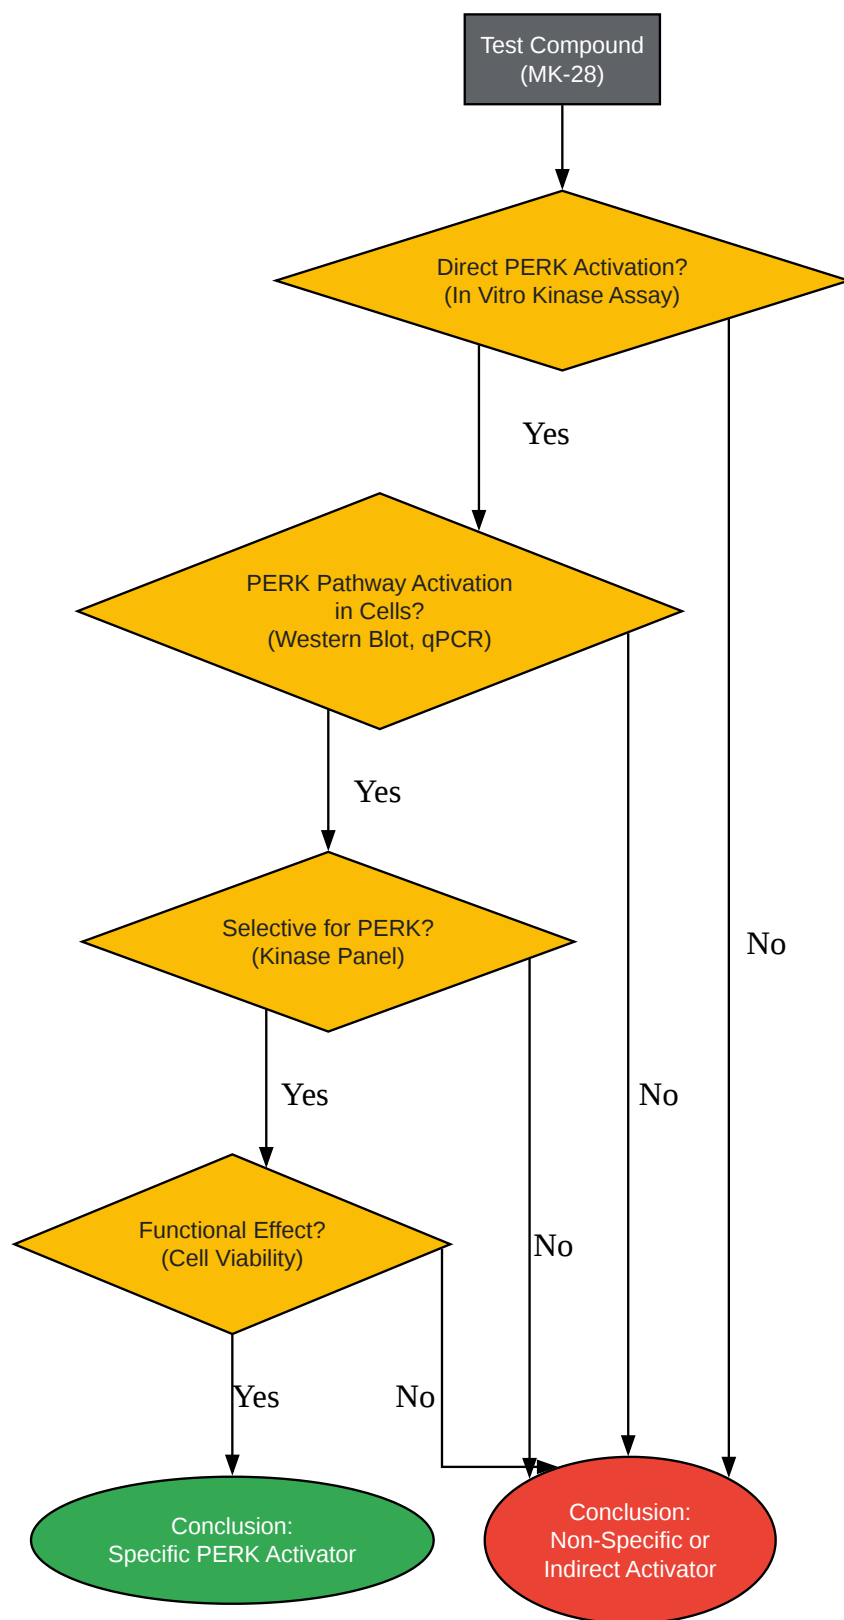 Test Compound
(MK-28)
Direct PERK Activation?
(In Vitro Kinase Assay)
Yes
PERK Pathway Activation
in Cells?
(Western Blot, qPCR)
Yes
Selective for PERK?
(Kinase Panel)
No
Yes
No
Functional Effect?
(Cell Viability)
No
Yes
No
Conclusion:
Specific PERK Activator
Conclusion:
Non-Specific or
Indirect Activator